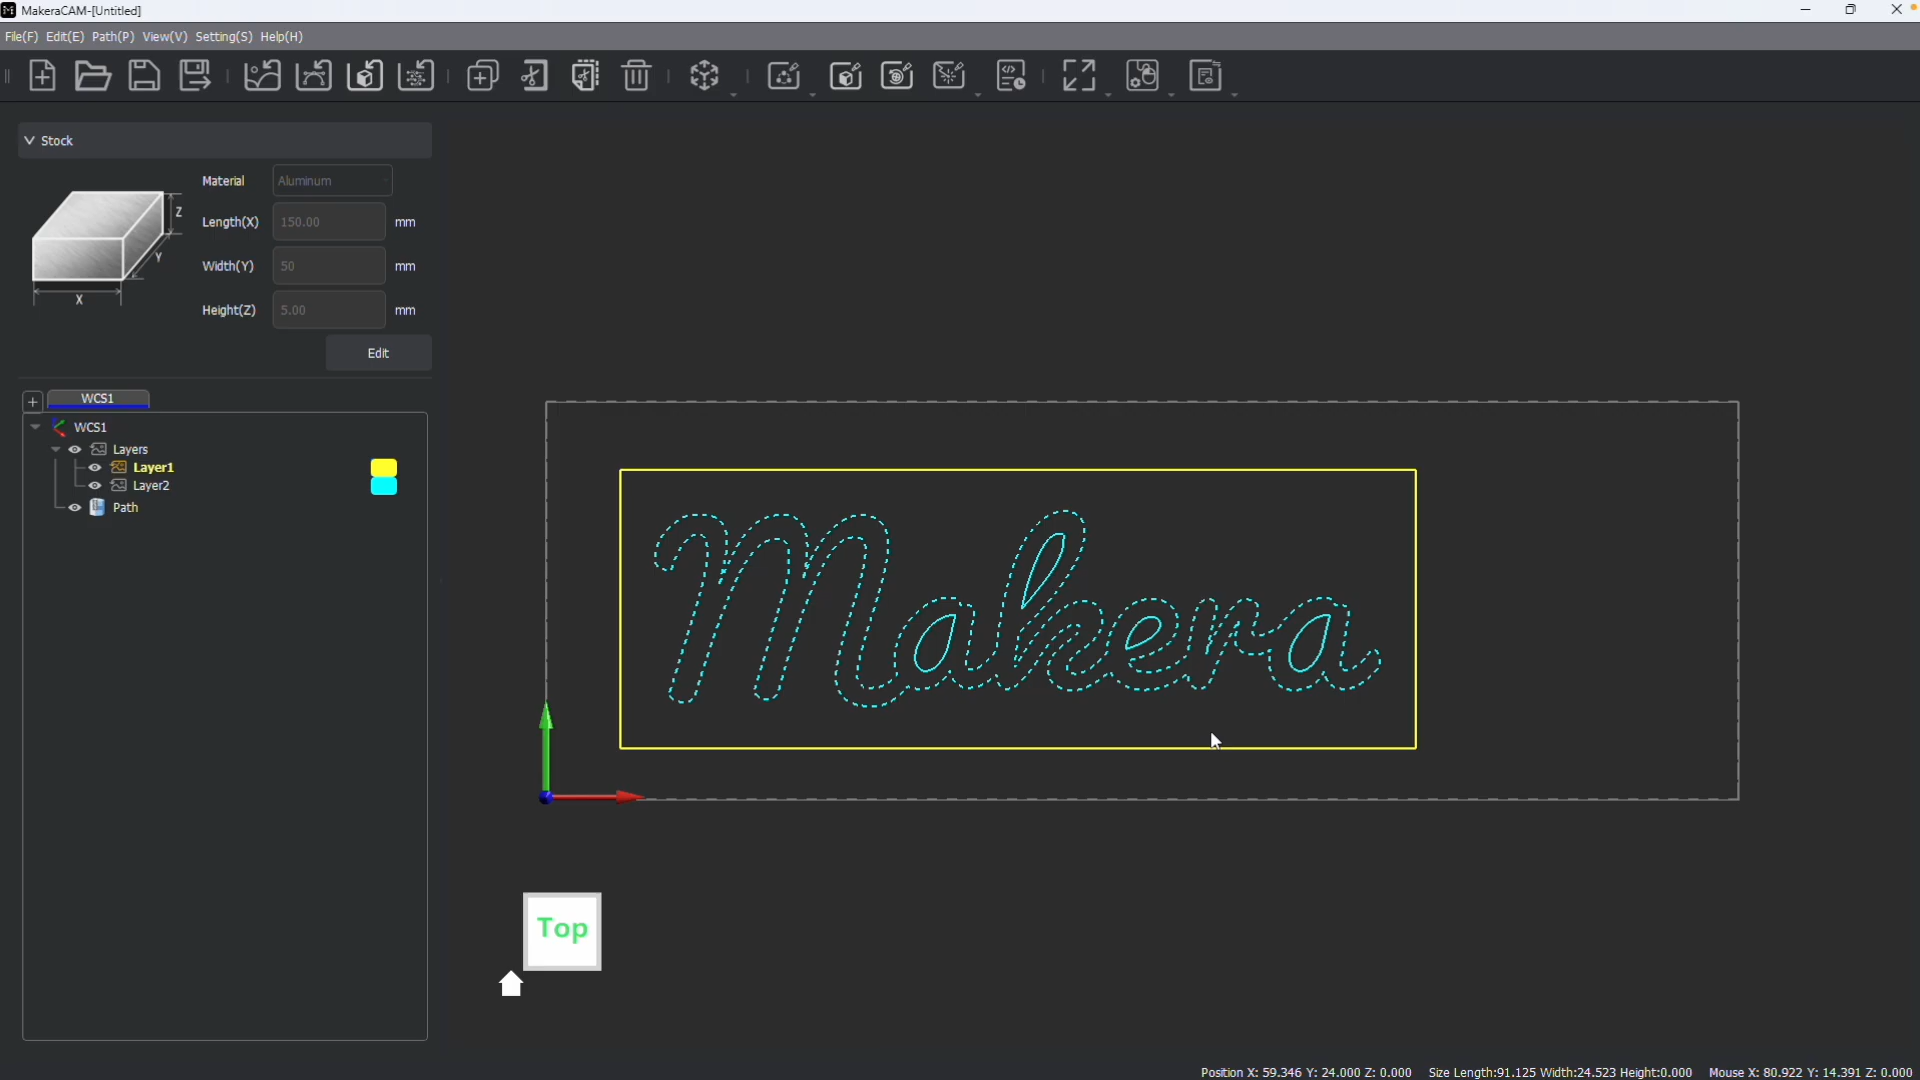 MakeraCAM-[Untitled]
File(F) Edit(E) Path(P) View(V) Setting(S) Help(H)
Stock
Material Aluminum
Length(X) 150.00 mm
Width(Y) 50 mm
Height(Z) 5.00 mm
Z
Y
X
Edit
+ WCS1
WCS1
Layers
Layer1
Layer2
Path
Makera
Top
Position X: 59.346 Y: 24.000 Z: 0.000 Size Length:91.125 Width:24.523 Height:0.000 Mouse X: 80.922 Y: 14.391 Z: 0.000